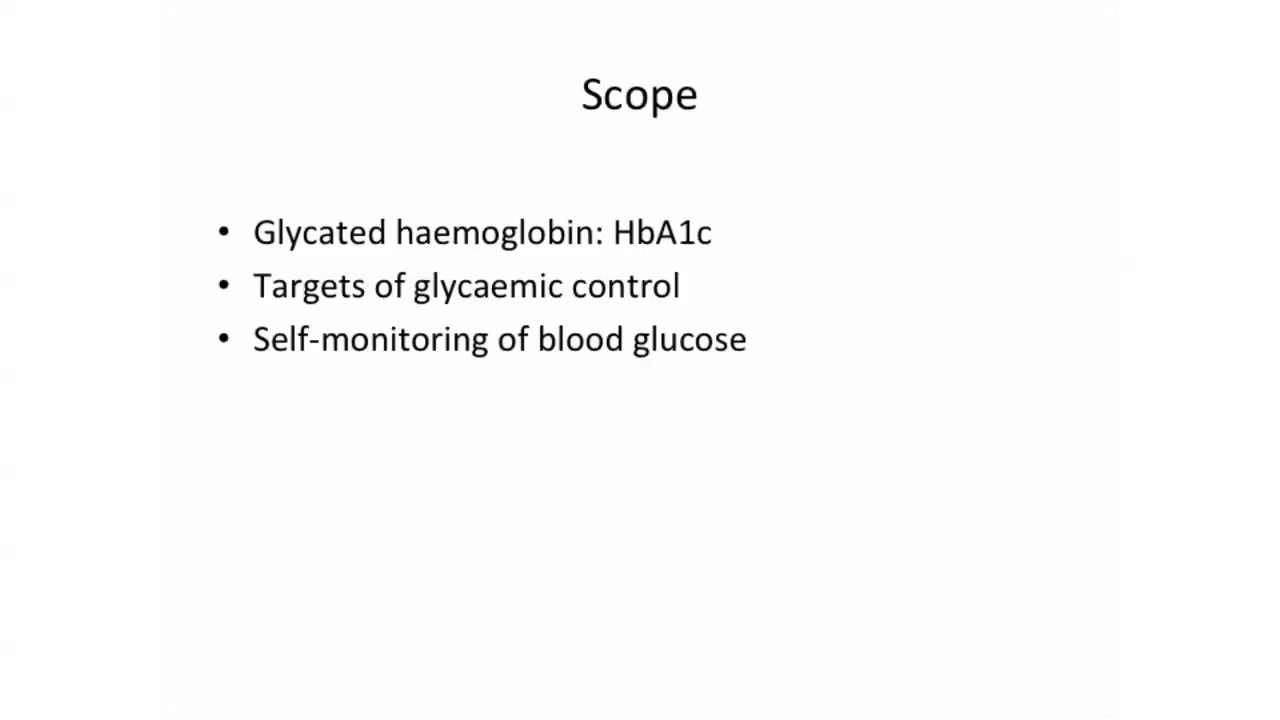 Scope
• Glycated haemoglobin: HbA1c
• Targets of glycaemic control
• Self-monitoring of blood glucose